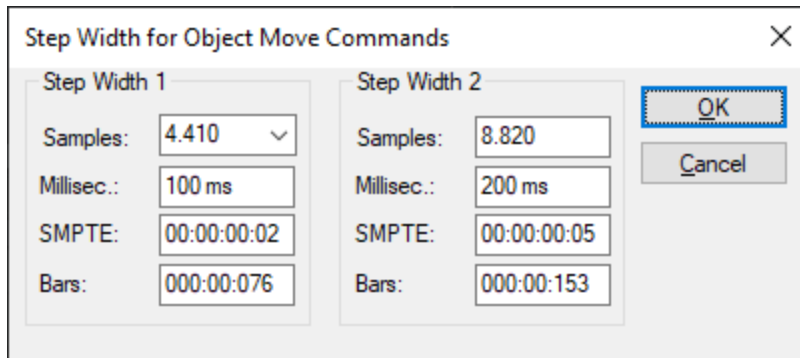 Step Width for Object Move Commands
Step Width 1
Samples: 4.410
Millisec.: 100 ms
SMPTE: 00:00:00:02
Bars: 000:00:076
Step Width 2
Samples: 8.820
Millisec.: 200 ms
SMPTE: 00:00:00:05
Bars: 000:00:153
OK
Cancel